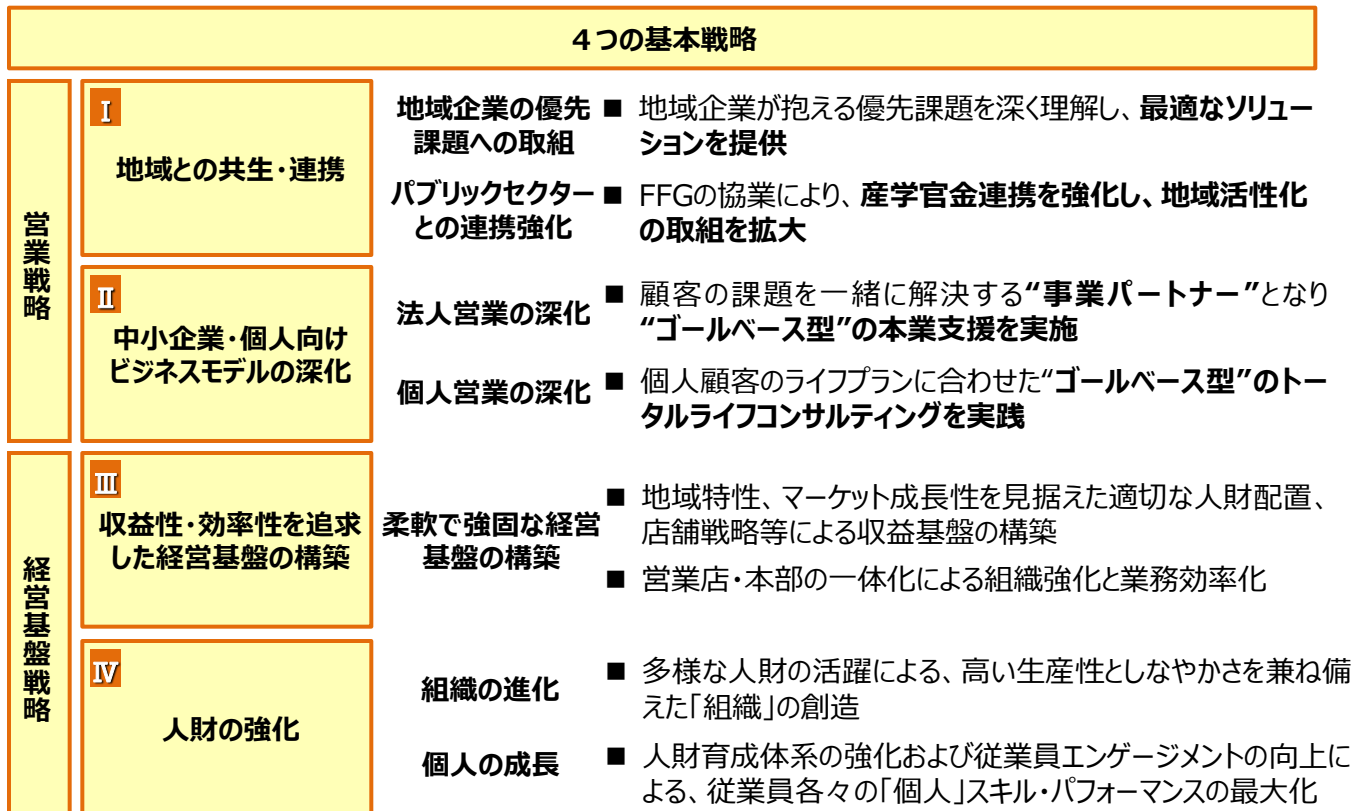 ４つの基本戦略
営業戦略
Ⅰ
地域との共生・連携
地域企業の優先
課題への取組
■ 地域企業が抱える優先課題を深く理解し、最適なソリュー
ションを提供
パブリックセクター
との連携強化
■ FFGの協業により、産学官金連携を強化し、地域活性化
の取組を拡大
Ⅱ
中小企業・個人向け
ビジネスモデルの深化
法人営業の深化
■ 顧客の課題を一緒に解決する“事業パートナー”となり
“ゴールベース型”の本業支援を実施
個人営業の深化
■ 個人顧客のライフプランに合わせた“ゴールベース型”のトー
タルライフコンサルティングを実践
経営基盤戦略
Ⅲ
収益性・効率性を追求
した経営基盤の構築
柔軟で強固な経営
基盤の構築
■ 地域特性、マーケット成長性を見据えた適切な人財配置、
店舗戦略等による収益基盤の構築
■ 営業店・本部の一体化による組織強化と業務効率化
Ⅳ
人財の強化
組織の進化
■ 多様な人財の活躍による、高い生産性としなやかさを兼ね備
えた「組織」の創造
個人の成長
■ 人財育成体系の強化および従業員エンゲージメントの向上に
よる、従業員各々の「個人」スキル・パフォーマンスの最大化